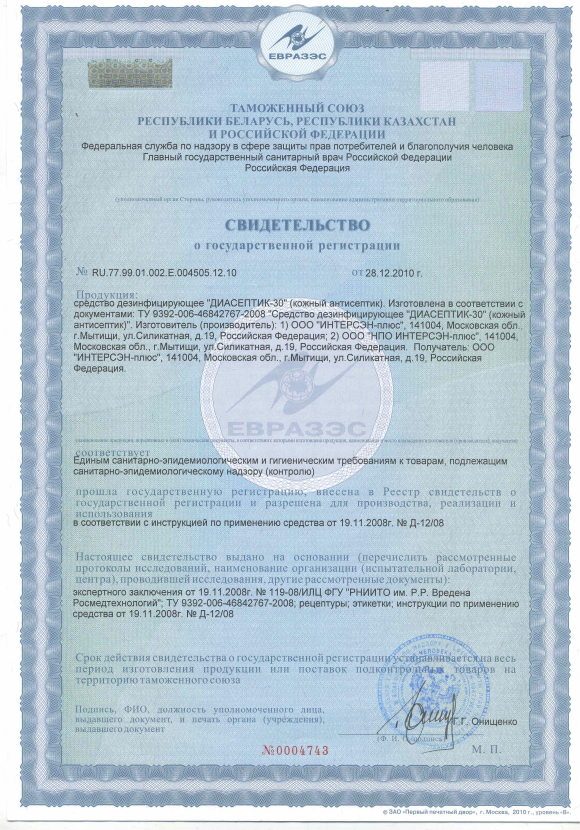 ЕВРАЗЭС
ТАМОЖЕННЫЙ СОЮЗ
РЕСПУБЛИКИ БЕЛАРУСЬ, РЕСПУБЛИКИ КАЗАХСТАН
И РОССИЙСКОЙ ФЕДЕРАЦИИ
Федеральная служба по надзору в сфере защиты прав потребителей и благополучия человека
Главный государственный санитарный врач Российской Федерации
Российская Федерация
(уполномоченный орган Стороны, руководитель уполномоченного органа, наименование административно-территориального образования)
СВИДЕТЕЛЬСТВО
о государственной регистрации
№ RU.77.99.01.002.Е.004505.12.10 от 28.12.2010 г.
Продукция:
средство дезинфицирующее "ДИАСЕПТИК-30" (кожный антисептик). Изготовлена в соответствии с
документами: ТУ 9392-006-46842767-2008 "Средство дезинфицирующее "ДИАСЕПТИК-30" (кожный
антисептик)". Изготовитель (производитель): 1) ООО "ИНТЕРСЭН-плюс", 141004, Московская обл.,
г.Мытищи, ул.Силикатная, д.19, Российская Федерация; 2) ООО "НПО ИНТЕРСЭН-плюс", 141004,
Московская обл., г.Мытищи, ул.Силикатная, д.19, Российская Федерация. Получатель: ООО
"ИНТЕРСЭН-плюс", 141004, Московская обл., г.Мытищи, ул.Силикатная, д.19, Российская
Федерация.
ЕВРАЗЭС
соответствует
Единым санитарно-эпидемиологическим и гигиеническим требованиям к товарам, подлежащим
санитарно-эпидемиологическому надзору (контролю)
прошла государственную регистрацию, внесена в Реестр свидетельств о
государственной регистрации и разрешена для производства, реализации и
использования
в соответствии с инструкцией по применению средства от 19.11.2008г. № Д-12/08
Настоящее свидетельство выдано на основании (перечислить рассмотренные
протоколы исследований, наименование организации (испытательной лаборатории,
центра), проводившей исследования, другие рассмотренные документы):
экспертного заключения от 19.11.2008г. № 119-08/ИЛЦ ФГУ "РНИИТО им. Р.Р. Вредена
Росмедтехнологий"; ТУ 9392-006-46842767-2008; рецептуры; этикетки; инструкции по применению
средства от 19.11.2008г. № Д-12/08
Срок действия свидетельства о государственной регистрации устанавливается на весь
период изготовления продукции или поставок подконтрольных товаров на
территорию таможенного союза
Подпись, ФИО, должность уполномоченного лица,
выдавшего документ, и печать органа (учреждения),
выдавшего документ
Г.Г. Онищенко
№0004743
М. П.
© ЗАО «Первый печатный двор», г. Москва, 2010 г., уровень «В».